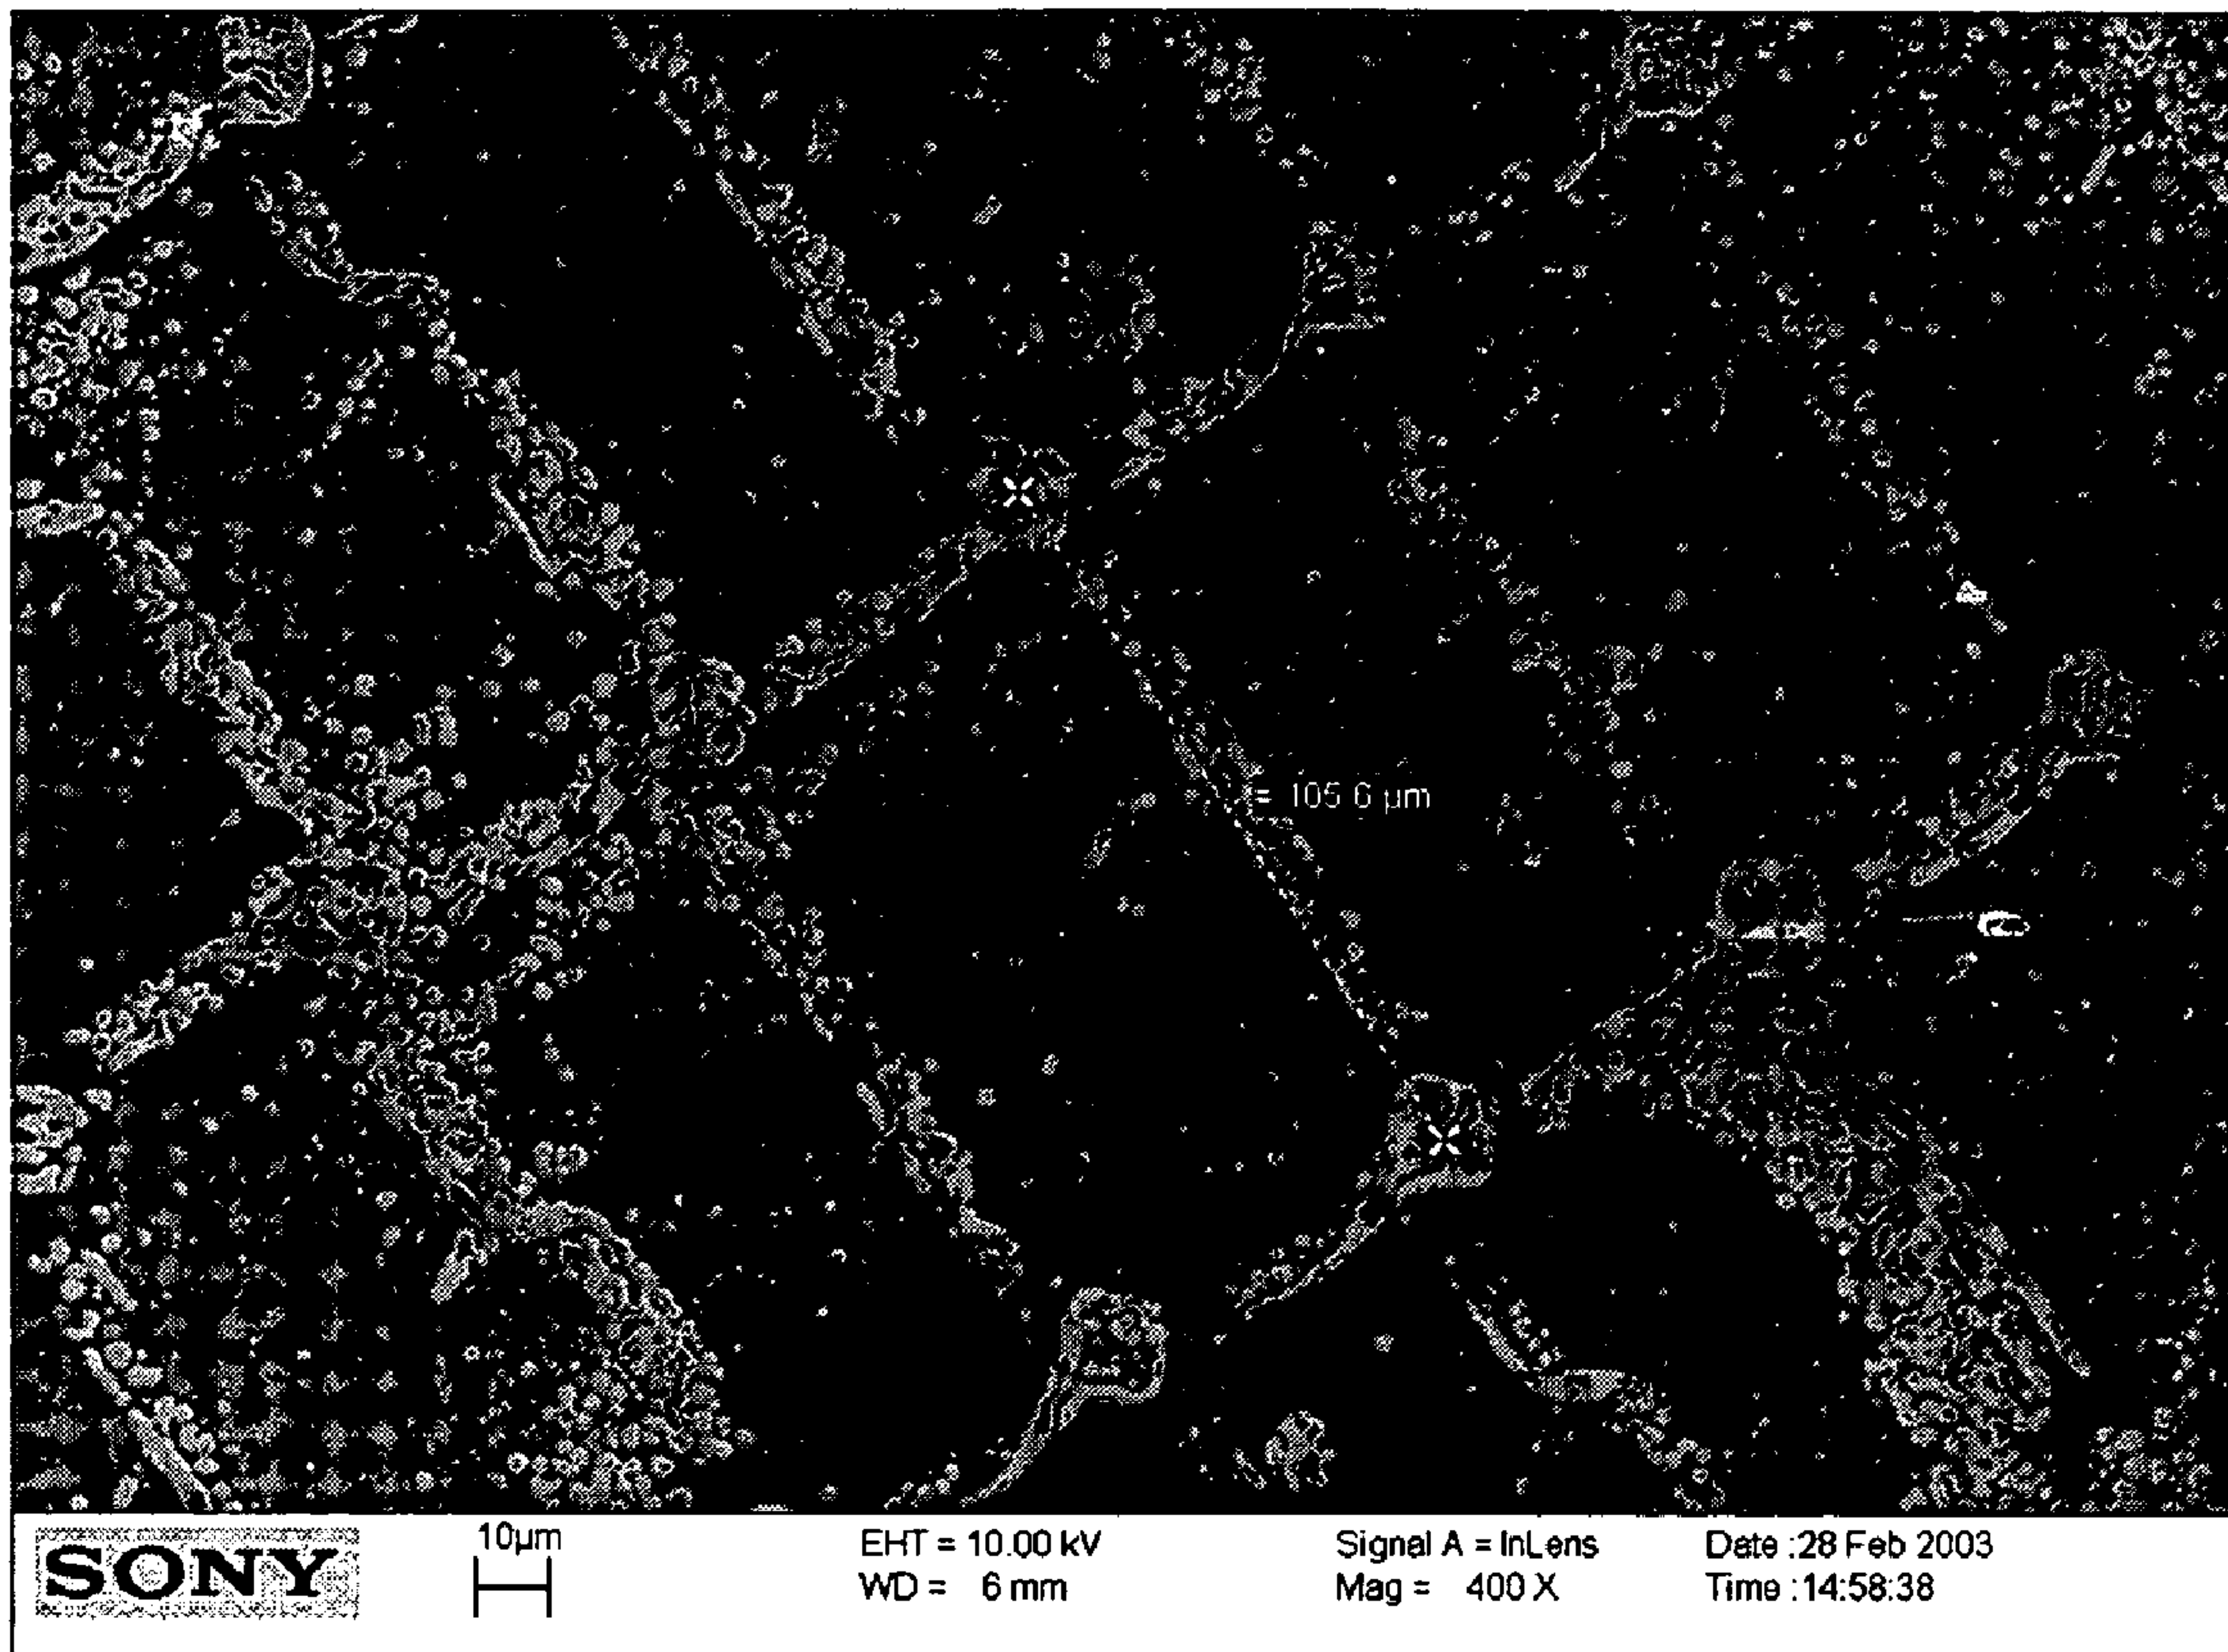 = 105.6 µm
SONY
10µm
EHT = 10.00 kV
WD = 6 mm
Signal A = InLens
Mag = 400 X
Date :28 Feb 2003
Time :14:58:38